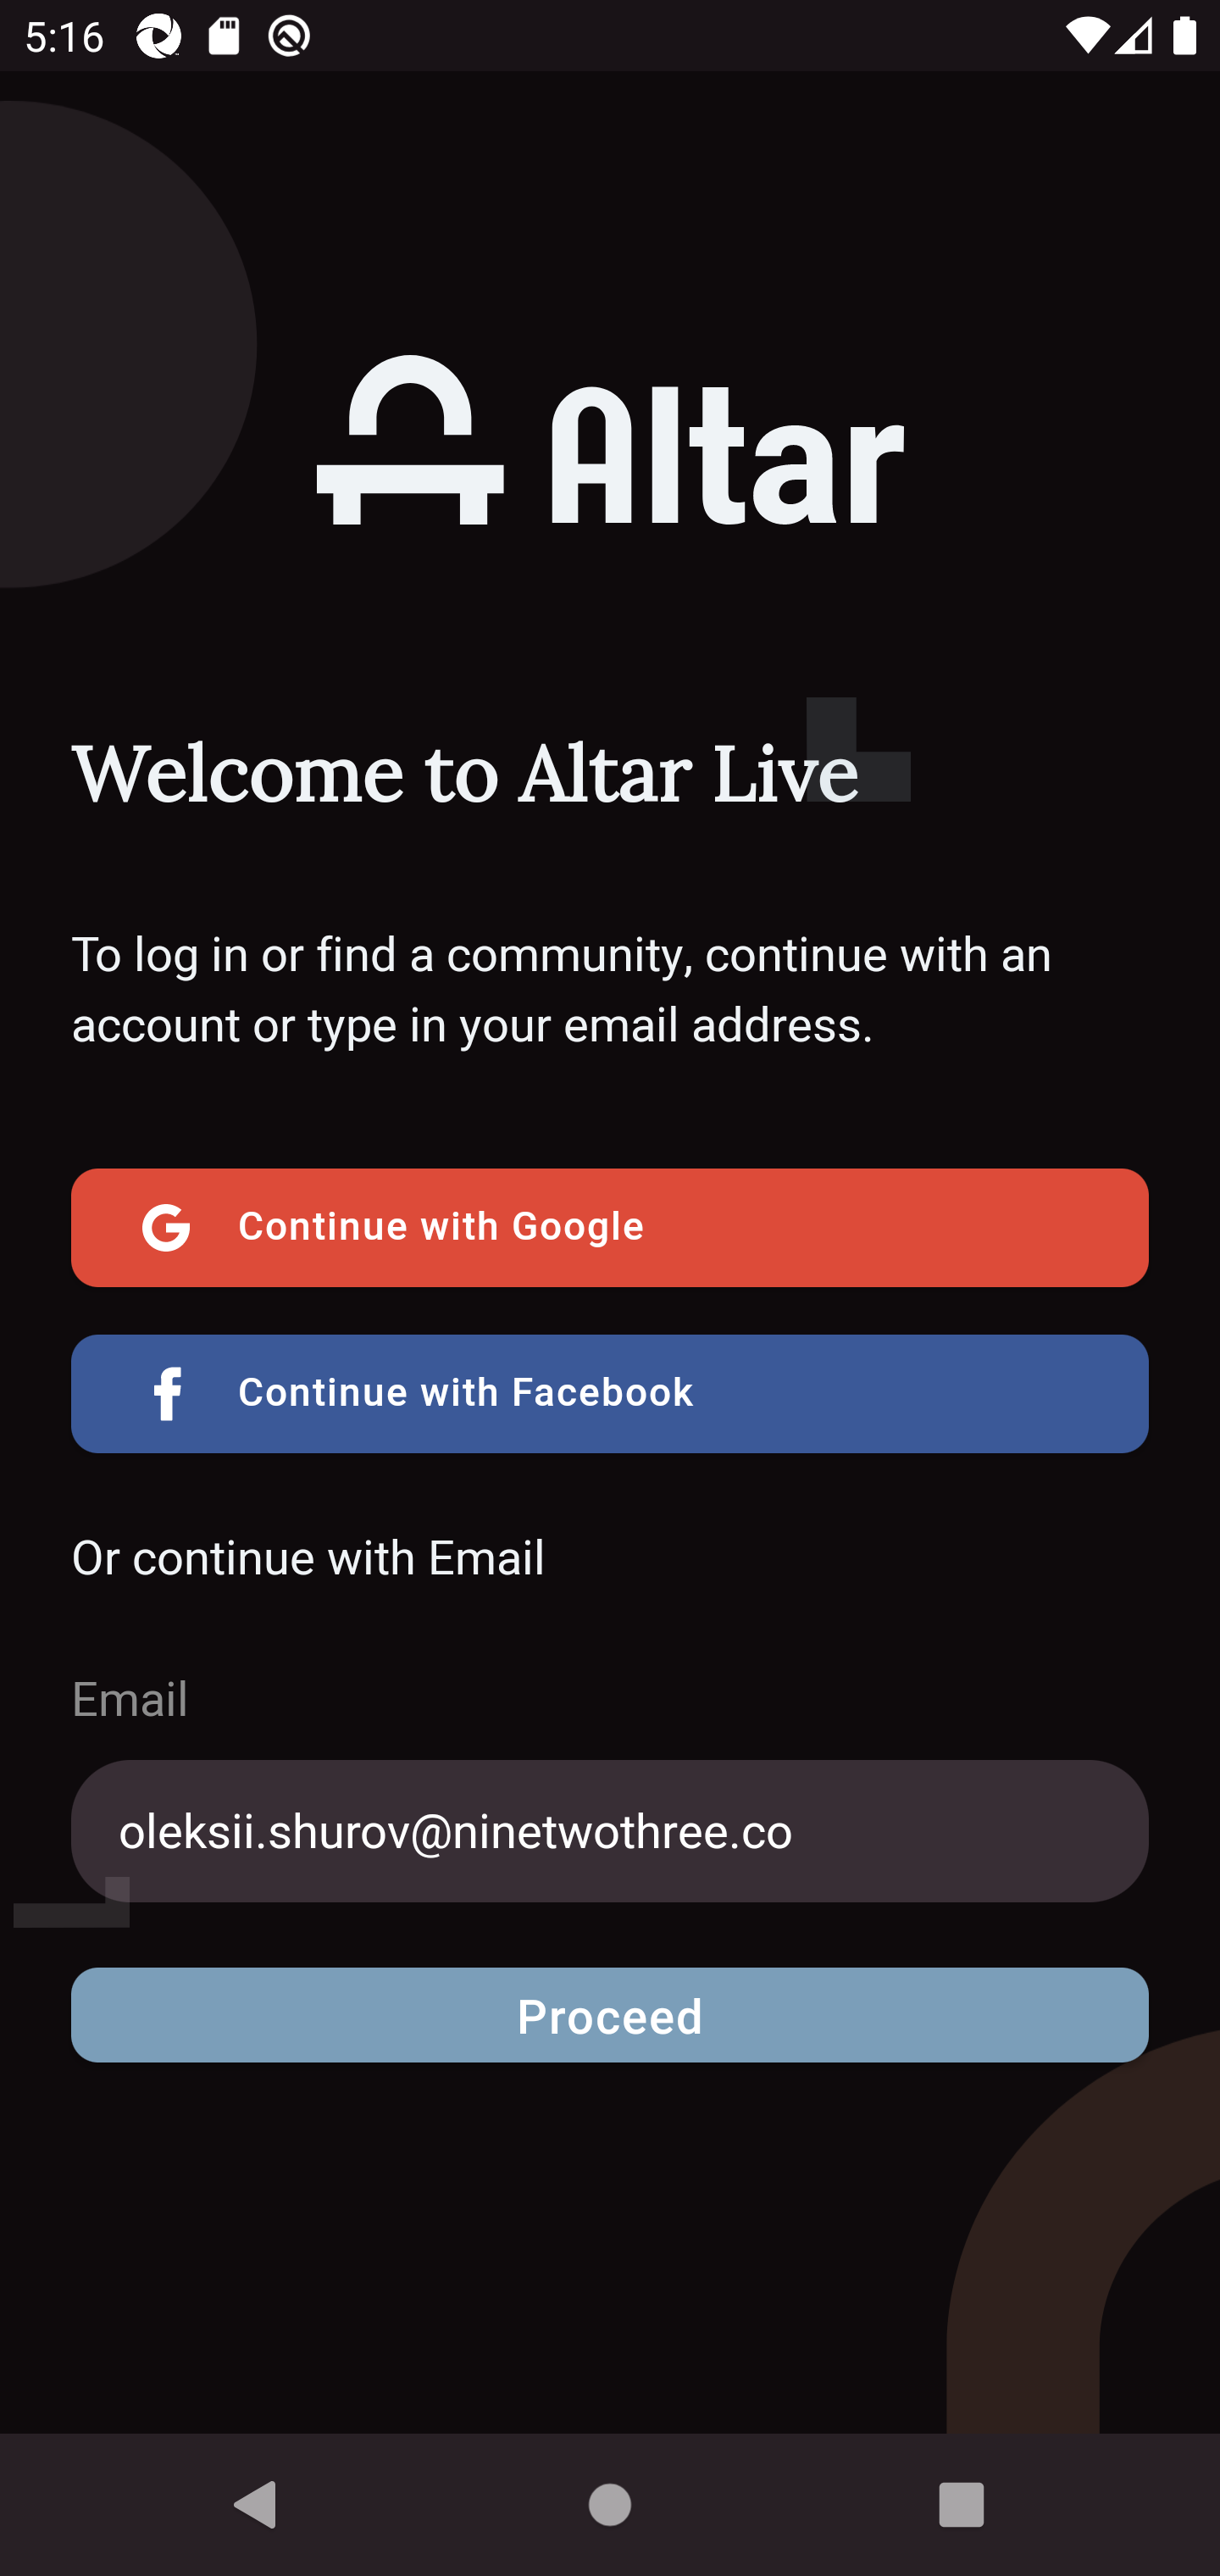 5:16
Altar
Welcome to Altar Live
To log in or find a community, continue with an
account or type in your email address.
Continue with Google
Continue with Facebook
Or continue with Email
Email
oleksii.shurov@ninetwothree.co
Proceed